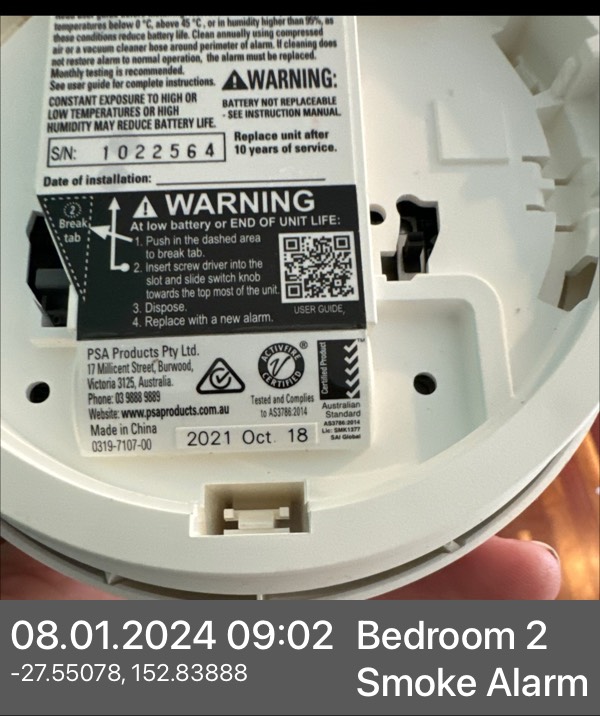 temperatures below 0 °C, above 45 °C, or in humidity higher than 95%, as
these conditions reduce battery life. Clean annually using compressed
air or a vacuum cleaner hose around perimeter of alarm. If cleaning does
not restore alarm to normal operation, the alarm must be replaced.
Monthly testing is recommended.
See user guide for complete instructions.
CONSTANT EXPOSURE TO HIGH OR
LOW TEMPERATURES OR HIGH
HUMIDITY MAY REDUCE BATTERY LIFE.
WARNING:
BATTERY NOT REPLACEABLE
- SEE INSTRUCTION MANUAL.
Replace unit after
10 years of service.
S/N: 1022564
Date of installation:
2
Break
tab
WARNING
At low battery or END OF UNIT LIFE:
1. Push in the dashed area
to break tab.
2. Insert screw driver into the
slot and slide switch knob
towards the top most of the unit.
3. Dispose.
4. Replace with a new alarm.
USER GUIDE
PSA Products Pty Ltd.
17 Millicent Street, Burwood,
Victoria 3125, Australia.
Phone: 03 9888 9889
Website: www.psaproducts.com.au
Made in China
0319-7107-00
2021 Oct. 18
ACTIVFIRE
CERTIFIED
®
Tested and Complies
to AS3786:2014
Certified Product
TM
Australian
Standard
AS3786:2014
Lic: SMK1377
SAI Global
08.01.2024 09:02
-27.55078, 152.83888
Bedroom 2
Smoke Alarm